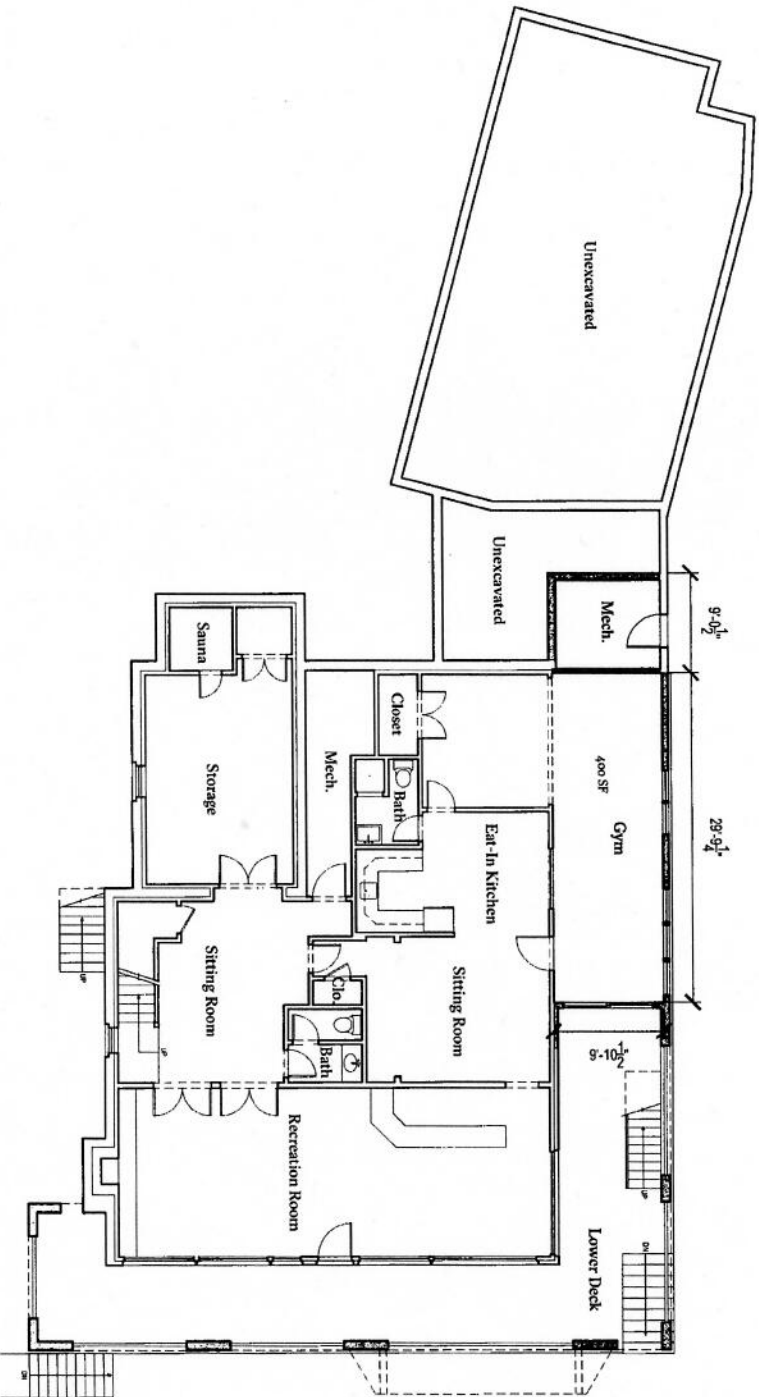 Unexcavated
Unexcavated
Mech.
9'-0 1/2"
29'-9 1/4"
400 SF
Gym
Closet
Bath
Eat-In Kitchen
Sitting Room
9'-10 1/2"
UP
DN
Lower Deck
Sauna
Storage
Mech.
Sitting Room
Clo.
Bath
Recreation Room
UP
UP
DN